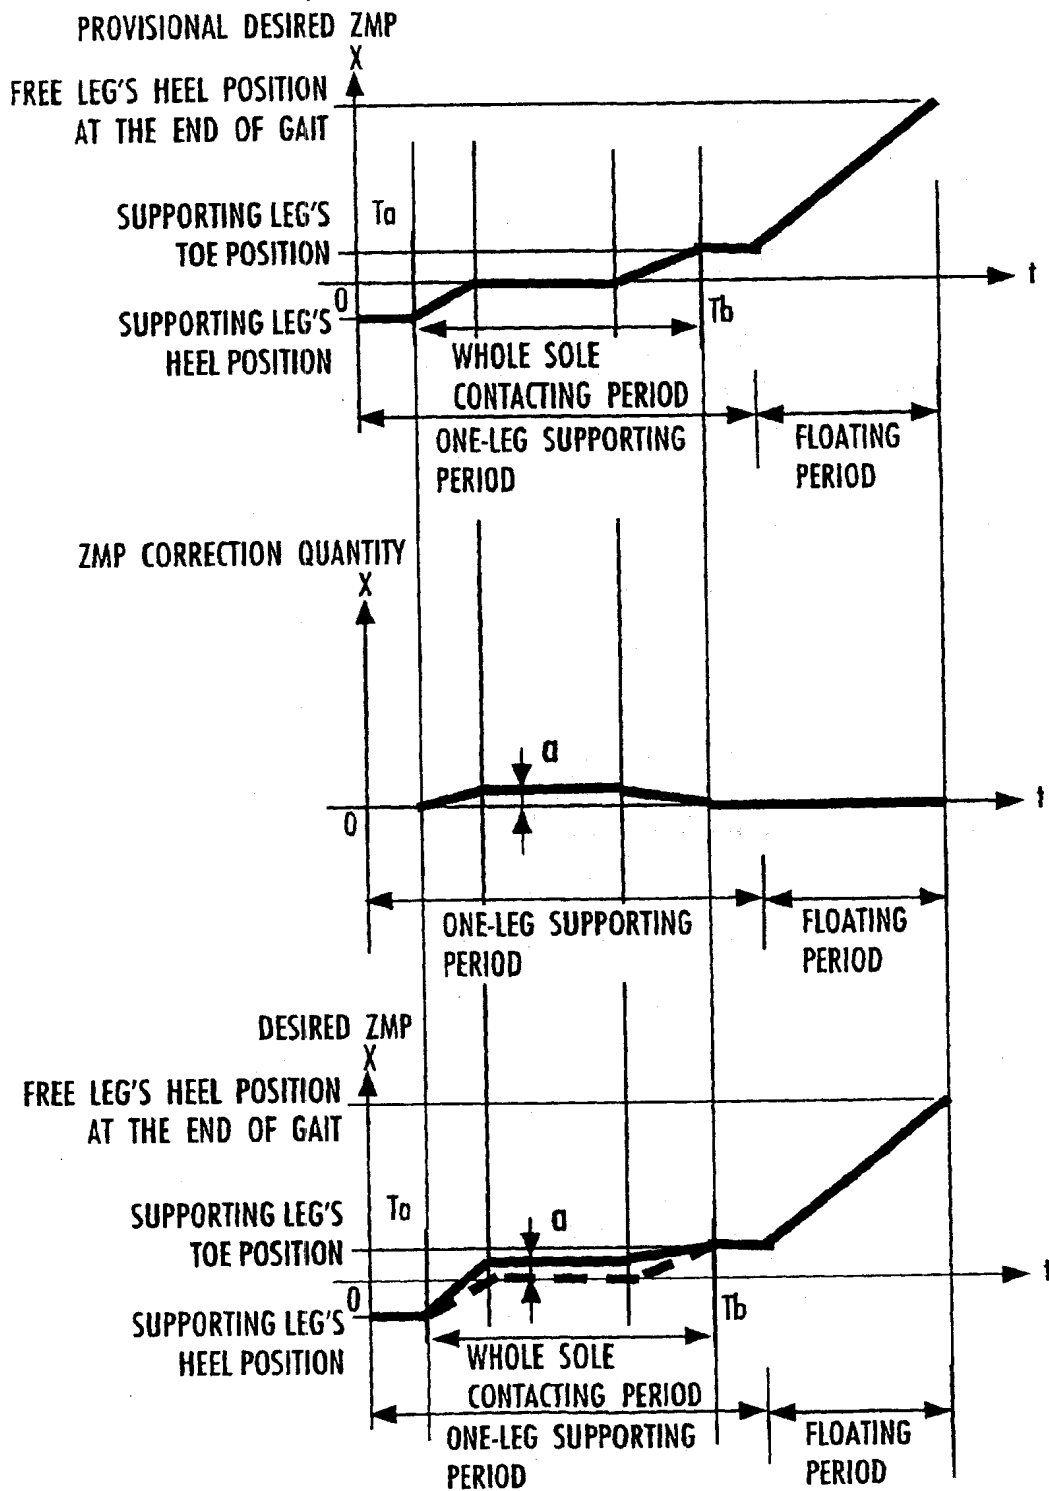 PROVISIONAL DESIRED ZMP
X
FREE LEG'S HEEL POSITION
AT THE END OF GAIT
SUPPORTING LEG'S
TOE POSITION
Ta
t
0
SUPPORTING LEG'S
HEEL POSITION
Tb
WHOLE SOLE
CONTACTING PERIOD
ONE-LEG SUPPORTING
PERIOD
FLOATING
PERIOD
ZMP CORRECTION QUANTITY
X
a
t
0
ONE-LEG SUPPORTING
PERIOD
FLOATING
PERIOD
DESIRED ZMP
X
FREE LEG'S HEEL POSITION
AT THE END OF GAIT
SUPPORTING LEG'S
TOE POSITION
Ta
a
t
0
SUPPORTING LEG'S
HEEL POSITION
Tb
WHOLE SOLE
CONTACTING PERIOD
ONE-LEG SUPPORTING
PERIOD
FLOATING
PERIOD